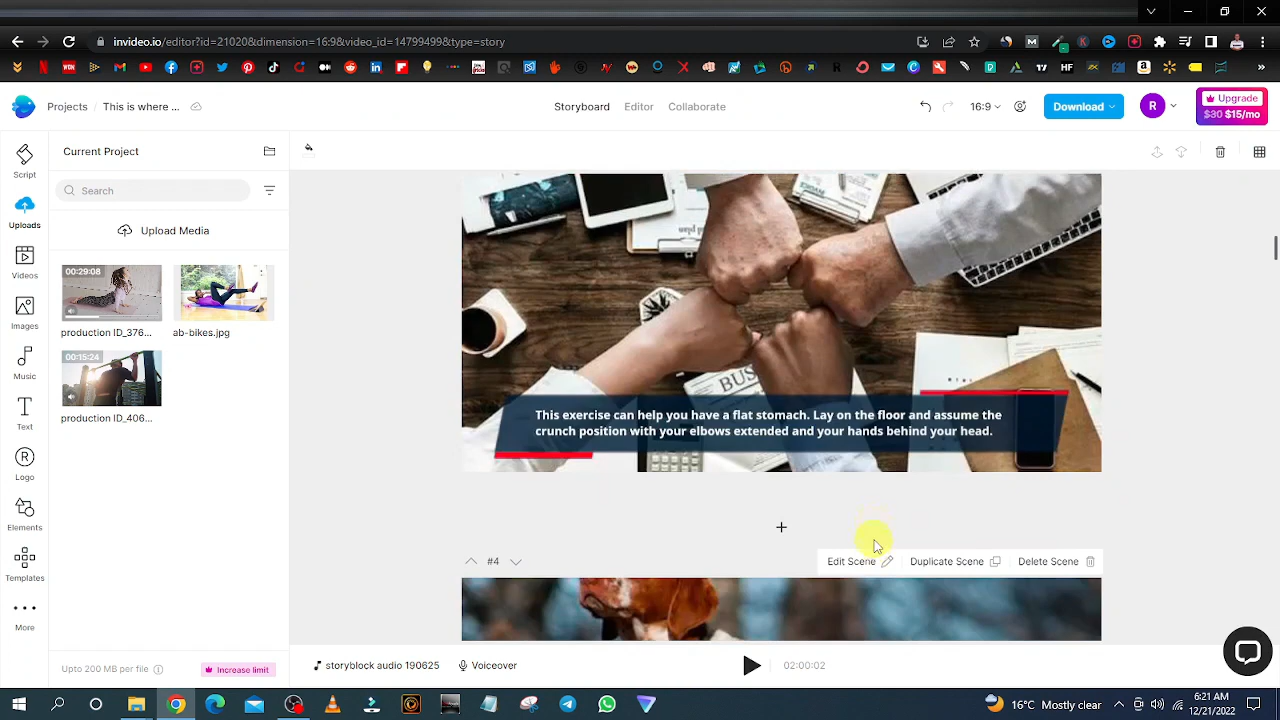 invideo.io/editor?id=210208dimension=16:9&video_id=14799499&type=story
Projects / This is where ...
Storyboard Editor Collaborate
16:9
Download
R
Upgrade
$30 $15/mo
Script
Uploads
Videos
Images
Music
Text
Logo
Elements
Templates
More
Current Project
Search
Upload Media
00:29:08
production ID_376...
ab-bikes.jpg
00:15:24
production ID_406...
Upto 200 MB per file
Increase limit
This exercise can help you have a flat stomach. Lay on the floor and assume the
crunch position with your elbows extended and your hands behind your head.
#4
Edit Scene
Duplicate Scene
Delete Scene
storyblock audio 190625
Voiceover
02:00:02
16°C Mostly clear
6:21 AM
12/21/2022